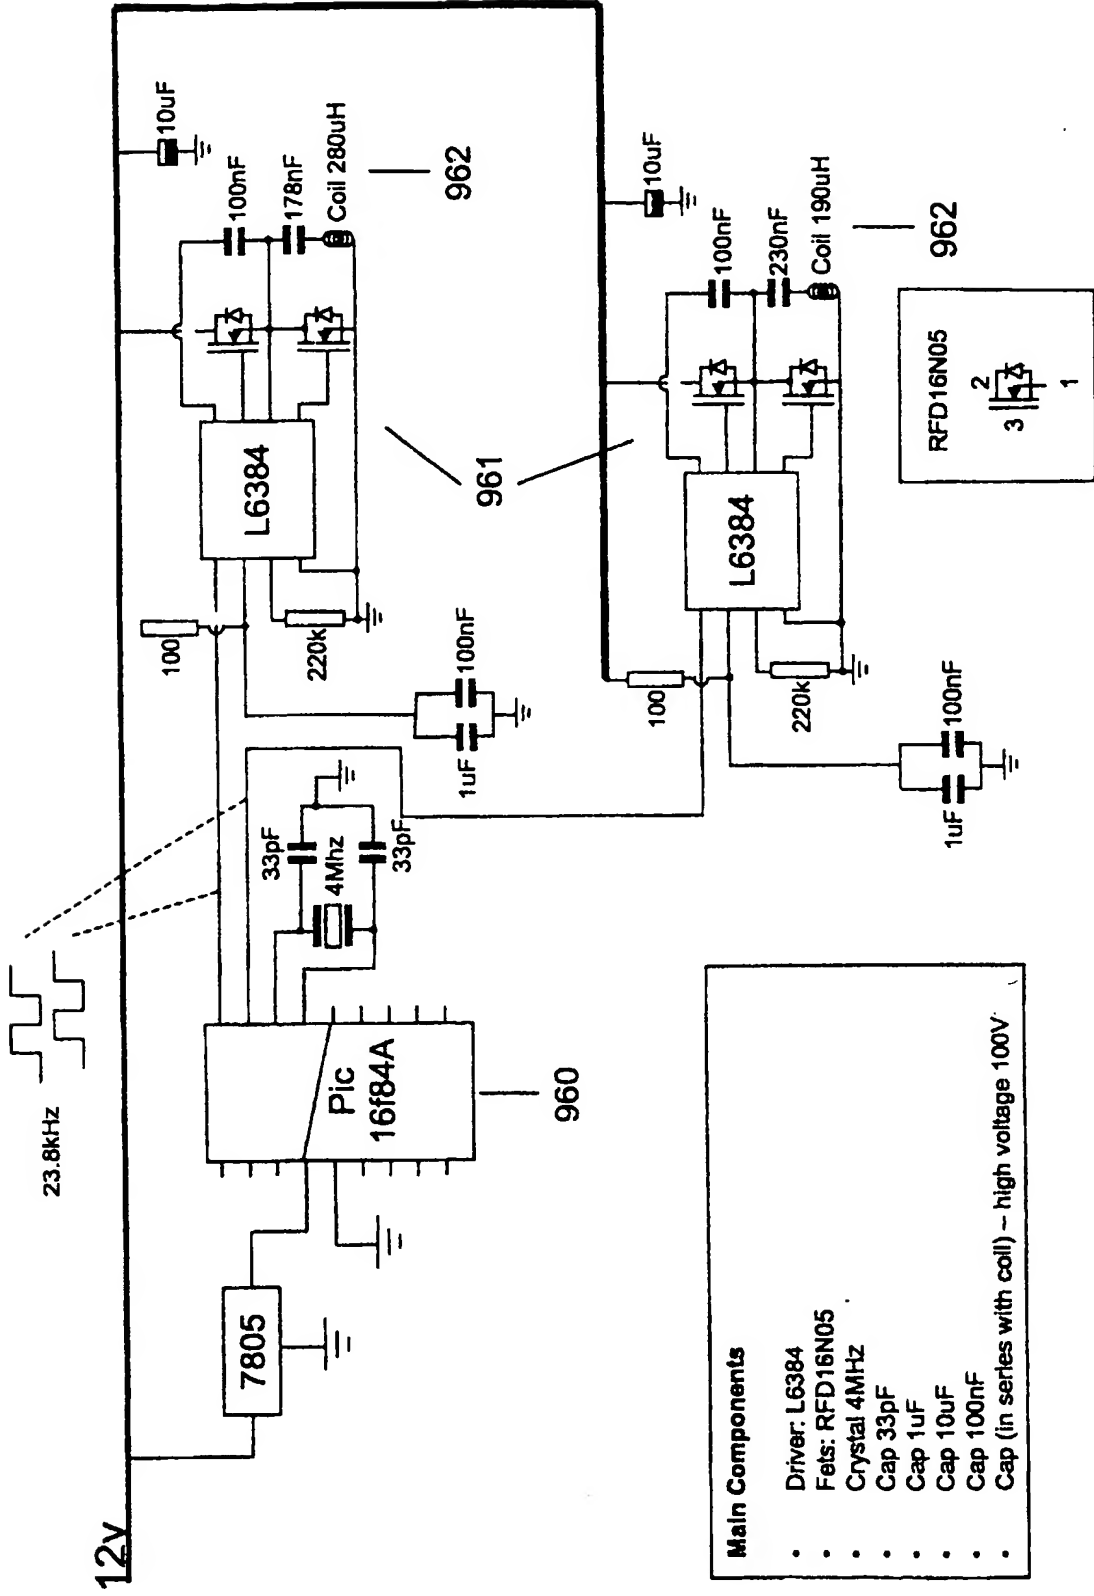 12v
23.8kHz
7805
Pic
16f84A
960
33pF
4Mhz
33pF
100
220k
1uF
100nF
L6384
961
10uF
100nF
178nF
Coil 280uH
962
100
220k
1uF
100nF
L6384
10uF
100nF
230nF
Coil 190uH
962
RFD16N05
3
2
1
Main Components
• Driver: L6384
• Fets: RFD16N05
• Crystal 4MHz
• Cap 33pF
• Cap 1uF
• Cap 10uF
• Cap 100nF
• Cap (in series with coil) – high voltage 100V